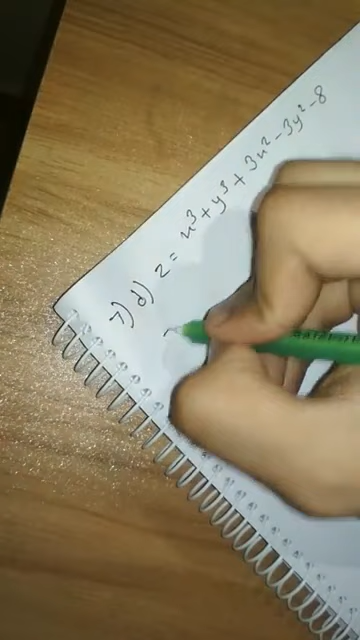 7) d) z = x³ + y³ + 3x² - 3y² - 8